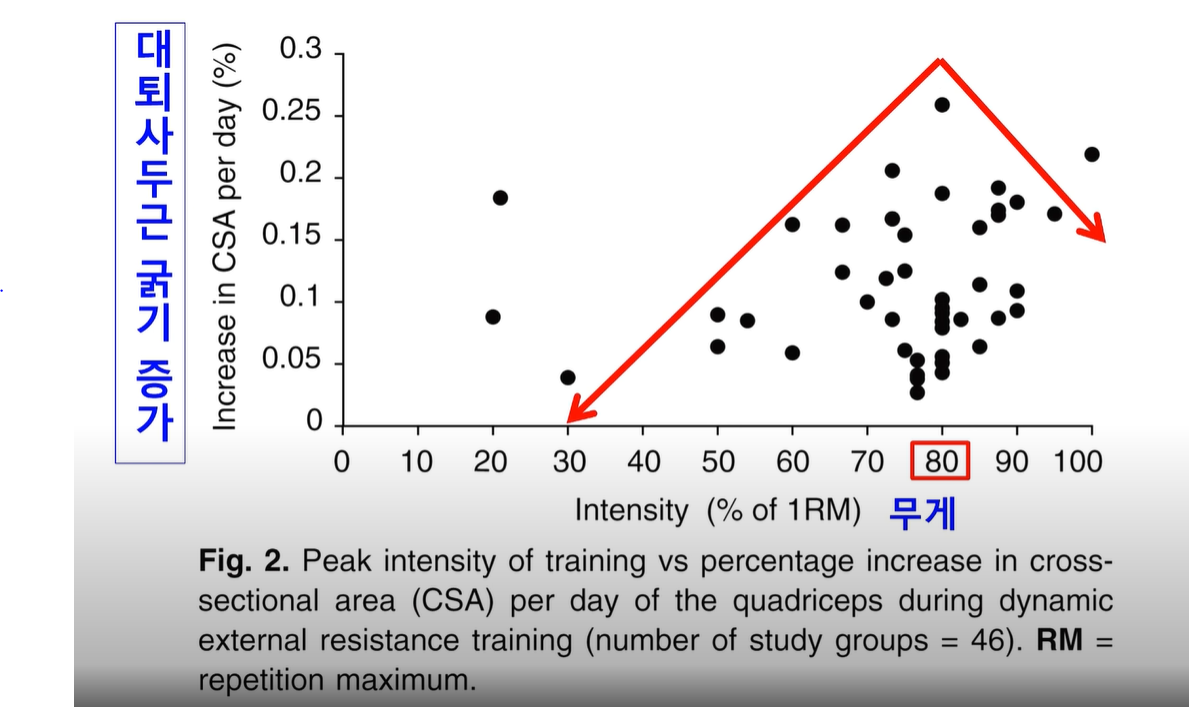 대퇴사두근 굵기 증가
Increase in CSA per day (%)
0.3
0.25
0.2
0.15
0.1
0.05
0
0 10 20 30 40 50 60 70 80 90 100
Intensity (% of 1RM) 무게
Fig. 2. Peak intensity of training vs percentage increase in cross-
sectional area (CSA) per day of the quadriceps during dynamic
external resistance training (number of study groups = 46). RM =
repetition maximum.